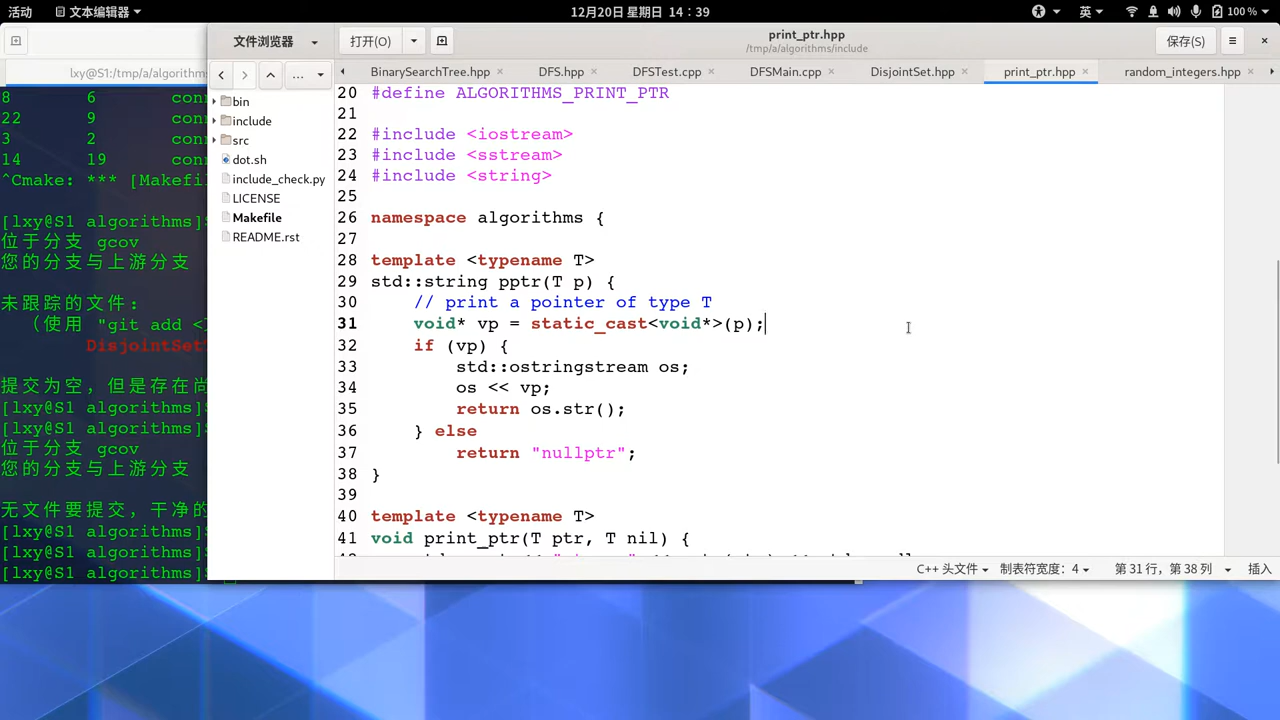 活动 文本编辑器 12月20日 星期日 14：39 英 100 %
文件浏览器 打开(O) print_ptr.hpp 保存(S)
/tmp/a/algorithms/include
lxy@S1:/tmp/a/algorithms
... BinarySearchTree.hpp DFS.hpp DFSTest.cpp DFSMain.cpp DisjointSet.hpp print_ptr.hpp random_integers.hpp
8 6
22 9
3 2
14 19
^Cmake: *** [Makefil
[lxy@S1 algorithms]
位于分支 gcov
您的分支与上游分支
未跟踪的文件:
（使用 "git add <
提交为空，但是存在尚
[lxy@S1 algorithms]
[lxy@S1 algorithms]
位于分支 gcov
您的分支与上游分支
无文件要提交，干净的
[lxy@S1 algorithms]
[lxy@S1 algorithms]
[lxy@S1 algorithms]
bin
include
src
dot.sh
include_check.py
LICENSE
Makefile
README.rst
20 #define ALGORITHMS_PRINT_PTR
21
22 #include <iostream>
23 #include <sstream>
24 #include <string>
25
26 namespace algorithms {
27
28 template <typename T>
29 std::string pptr(T p) {
30 // print a pointer of type T
31 void* vp = static_cast<void*>(p);
32 if (vp) {
33 std::ostringstream os;
34 os << vp;
35 return os.str();
36 } else
37 return "nullptr";
38 }
39
40 template <typename T>
41 void print_ptr(T ptr, T nil) {
C++ 头文件 制表符宽度：4 第 31 行，第 38 列 插入